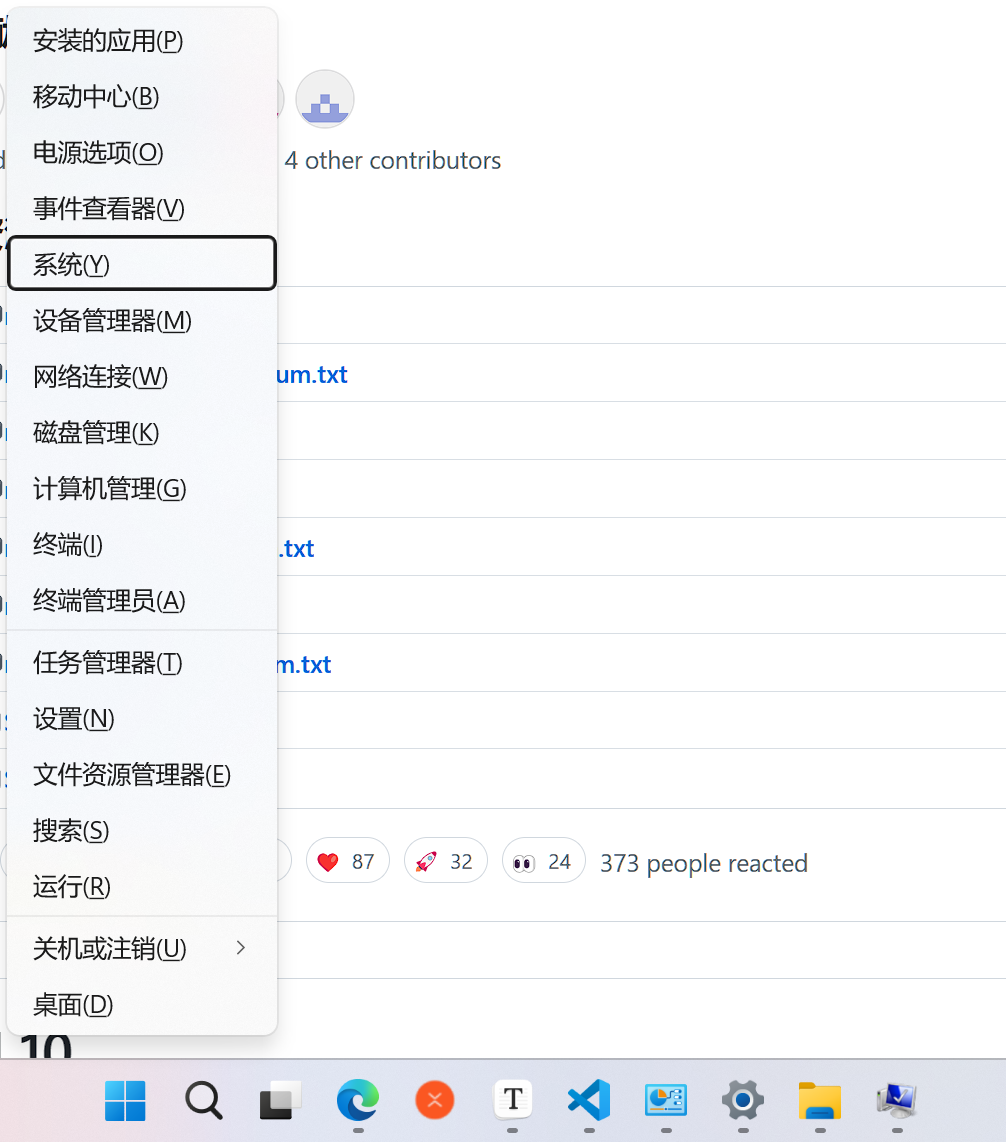 安装的应用(P)
移动中心(B)
电源选项(O)
4 other contributors
事件查看器(V)
系统(Y)
设备管理器(M)
网络连接(W)
um.txt
磁盘管理(K)
计算机管理(G)
终端(I)
.txt
终端管理员(A)
任务管理器(T)
m.txt
设置(N)
文件资源管理器(E)
搜索(S)
87
32
24
373 people reacted
运行(R)
关机或注销(U)
桌面(D)
10
T